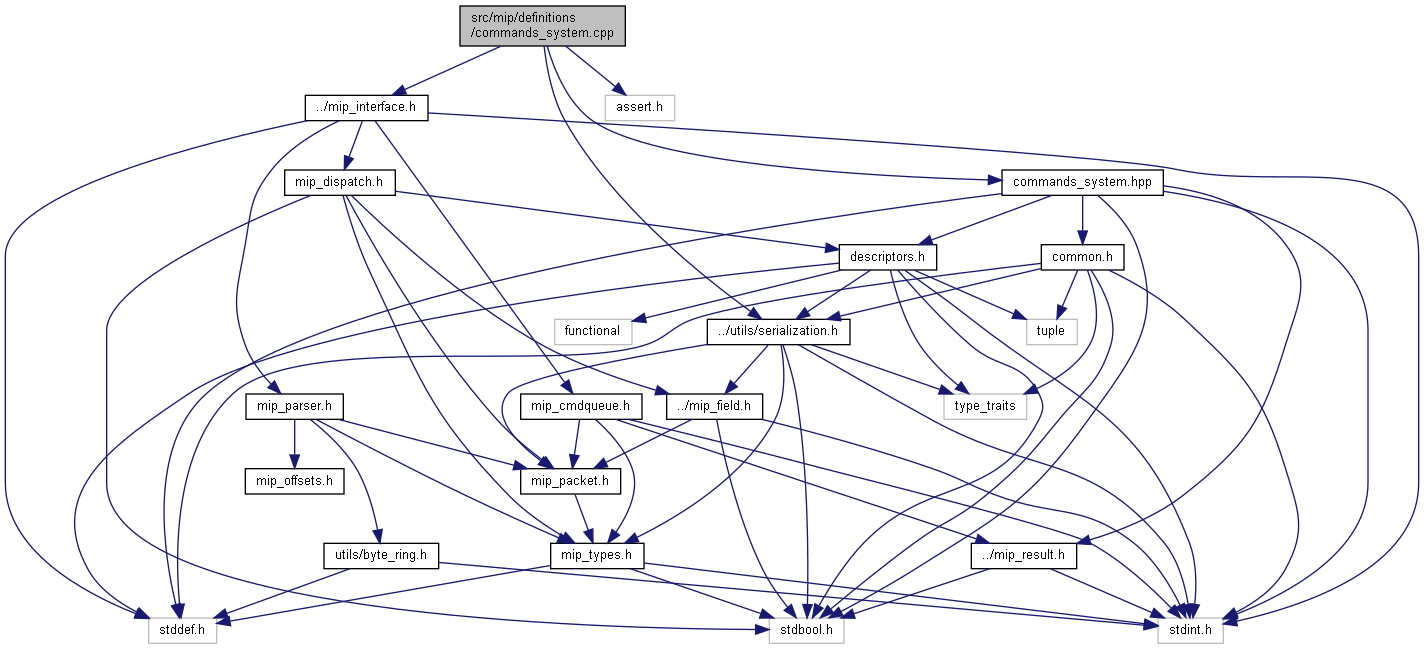 src/mip/definitions
/commands_system.cpp
../mip_interface.h
assert.h
mip_dispatch.h
commands_system.hpp
descriptors.h
common.h
functional
../utils/serialization.h
tuple
mip_parser.h
mip_cmdqueue.h
../mip_field.h
type_traits
mip_offsets.h
mip_packet.h
utils/byte_ring.h
mip_types.h
../mip_result.h
stddef.h
stdbool.h
stdint.h